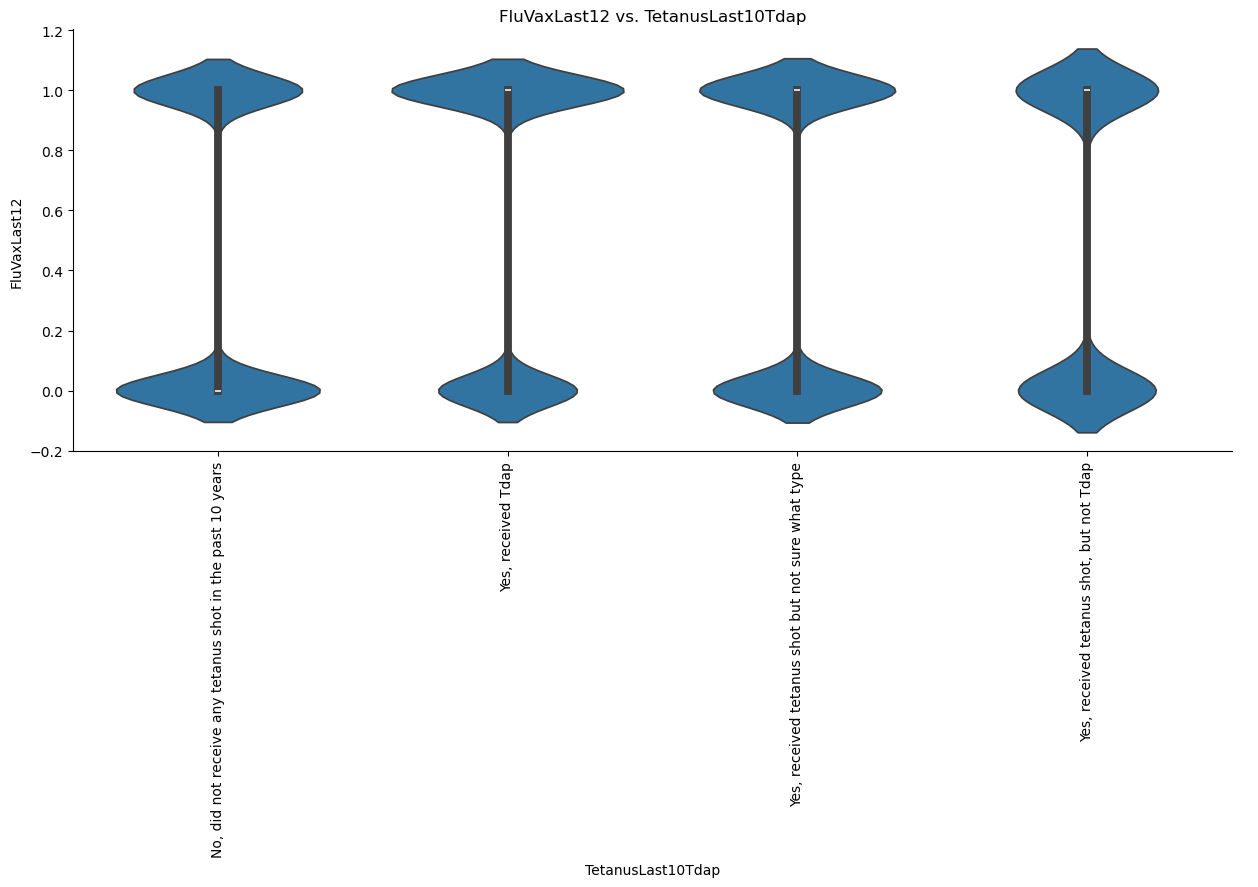 FluVaxLast12 vs. TetanusLast10Tdap
1.2
1.0
0.8
0.6
0.4
0.2
0.0
−0.2
FluVaxLast12
No, did not receive any tetanus shot in the past 10 years
Yes, received Tdap
Yes, received tetanus shot but not sure what type
Yes, received tetanus shot, but not Tdap
TetanusLast10Tdap